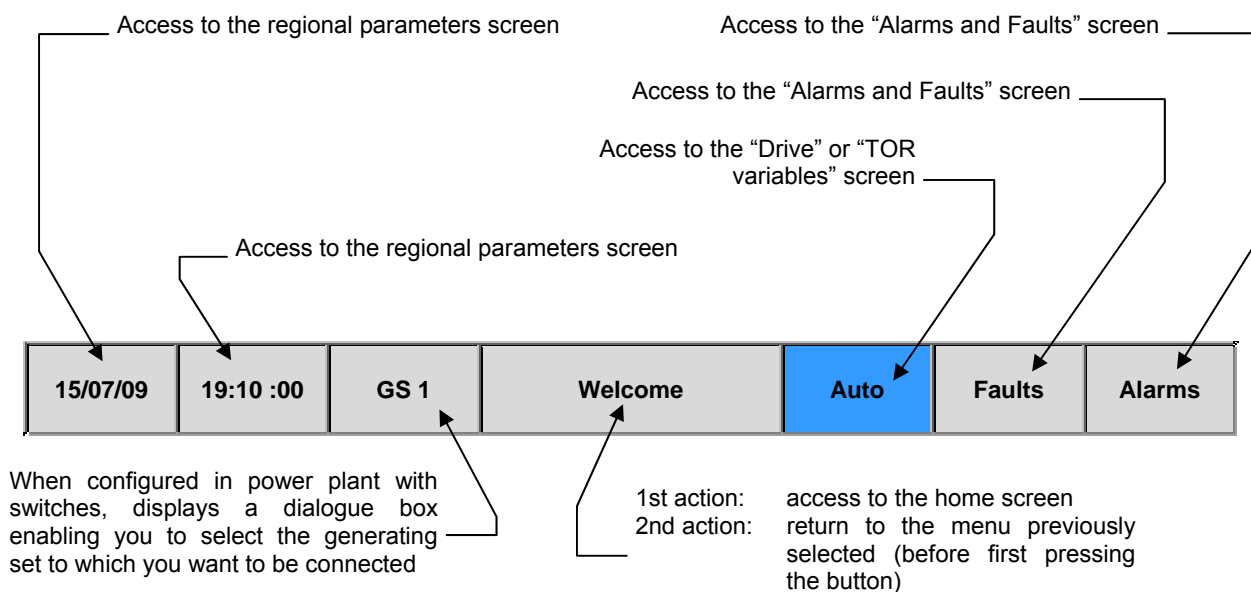 Access to the regional parameters screen
Access to the “Alarms and Faults” screen
Access to the “Alarms and Faults” screen
Access to the “Drive” or “TOR
variables” screen
Access to the regional parameters screen
15/07/09
19:10 :00
GS 1
Welcome
Auto
Faults
Alarms
When configured in power plant with
switches, displays a dialogue box
enabling you to select the generating
set to which you want to be connected
1st action: access to the home screen
2nd action: return to the menu previously
selected (before first pressing
the button)